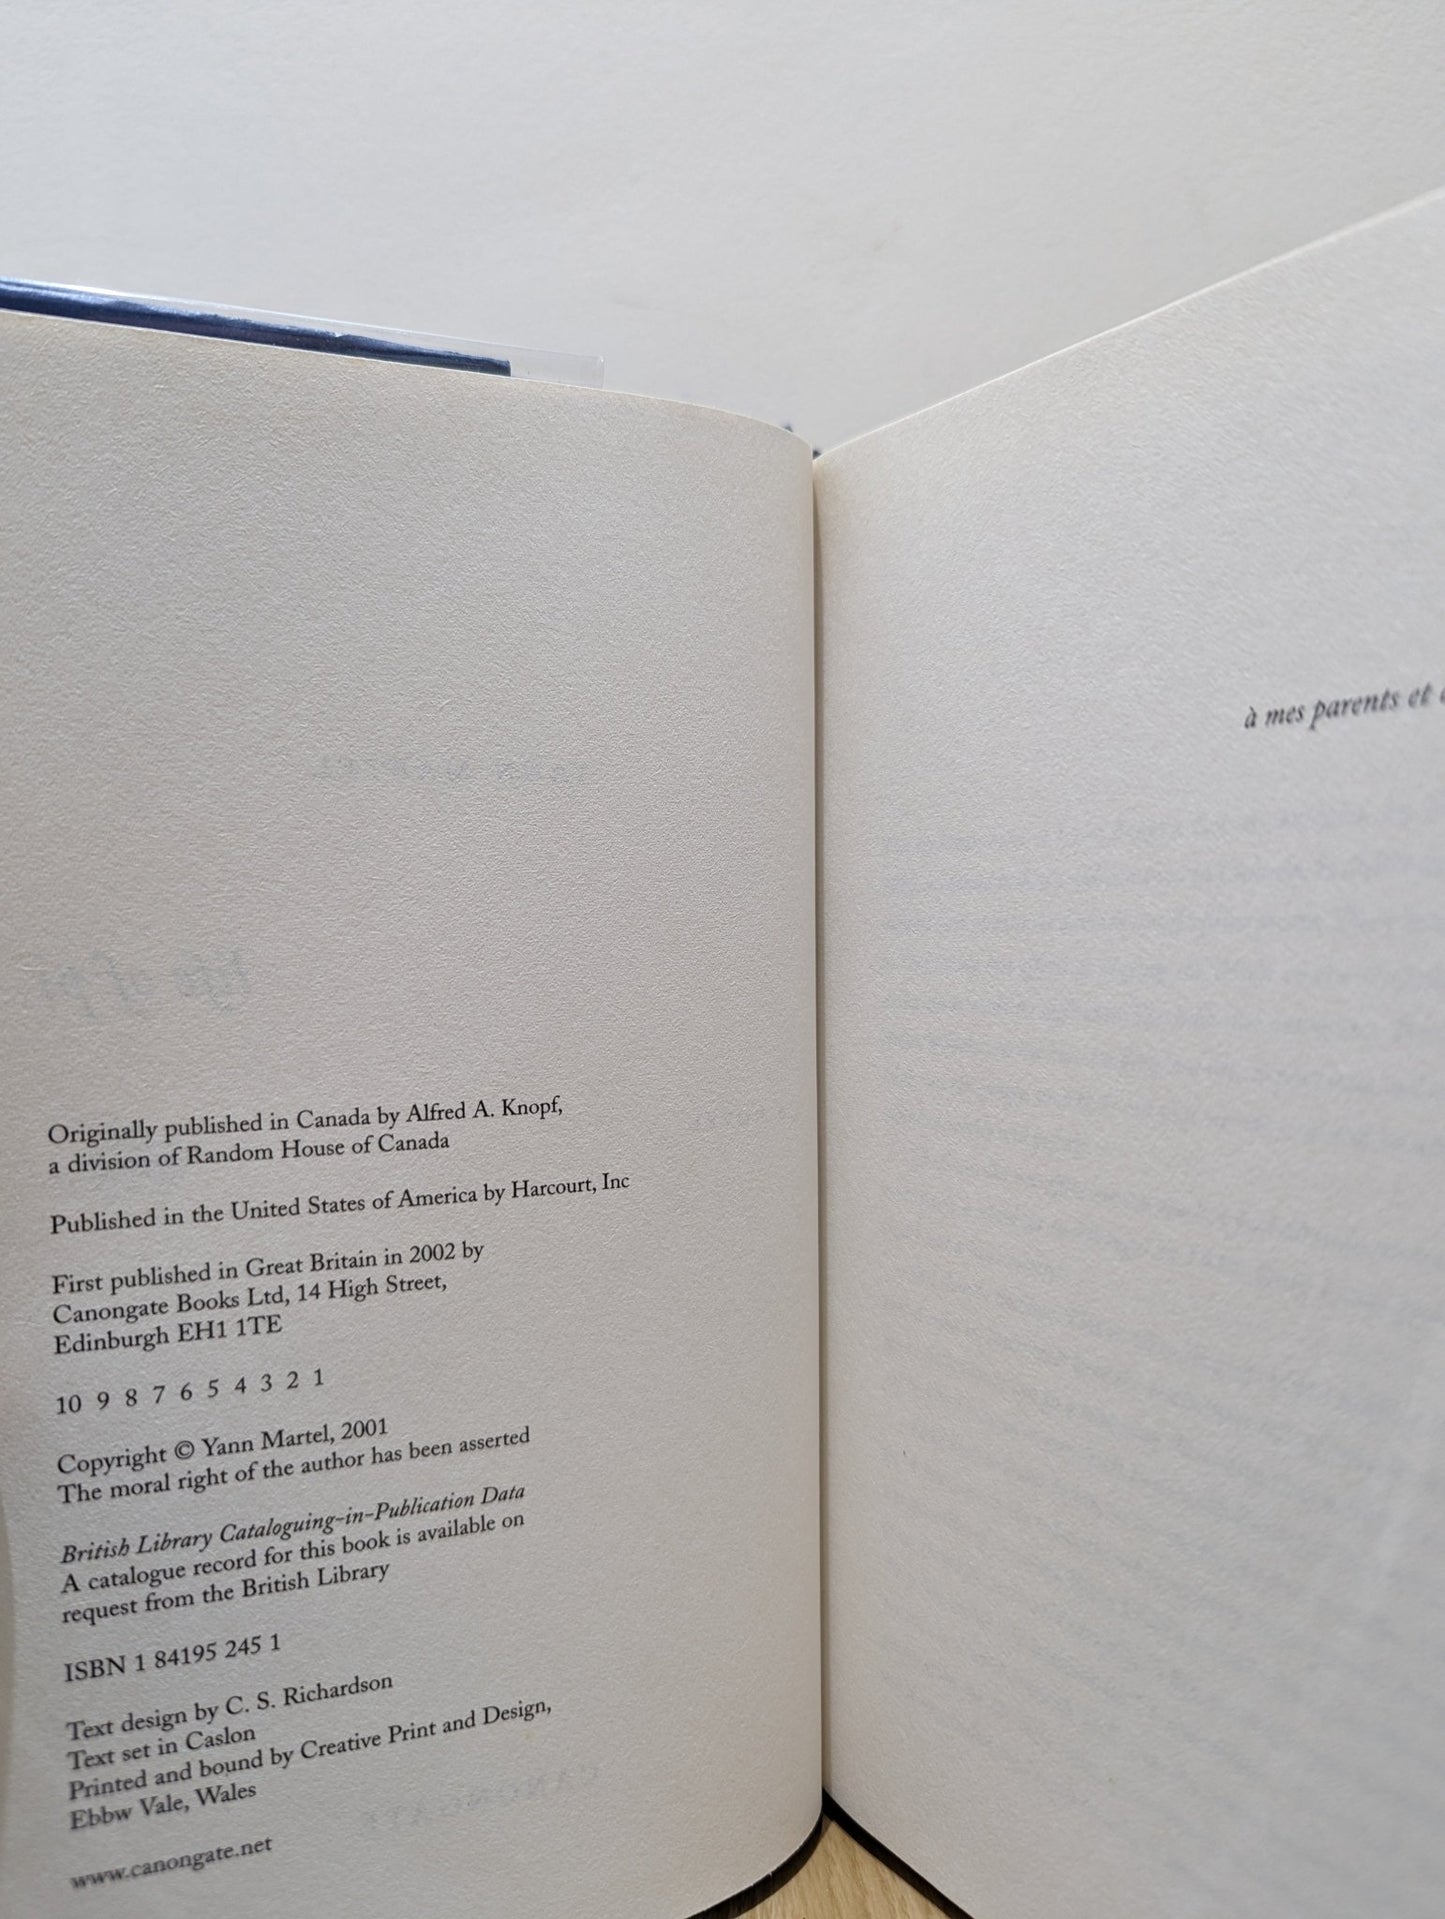 Originally published in Canada by Alfred A. Knopf,
a division of Random House of Canada
Published in the United States of America by Harcourt, Inc
First published in Great Britain in 2002 by
Canongate Books Ltd, 14 High Street,
Edinburgh EH1 1TE
10 9 8 7 6 5 4 3 2 1
Copyright © Yann Martel, 2001
The moral right of the author has been asserted
British Library Cataloguing-in-Publication Data
A catalogue record for this book is available on
request from the British Library
ISBN 1 84195 245 1
Text design by C. S. Richardson
Text set in Caslon
Printed and bound by Creative Print and Design,
Ebbw Vale, Wales
www.canongate.net
à mes parents et